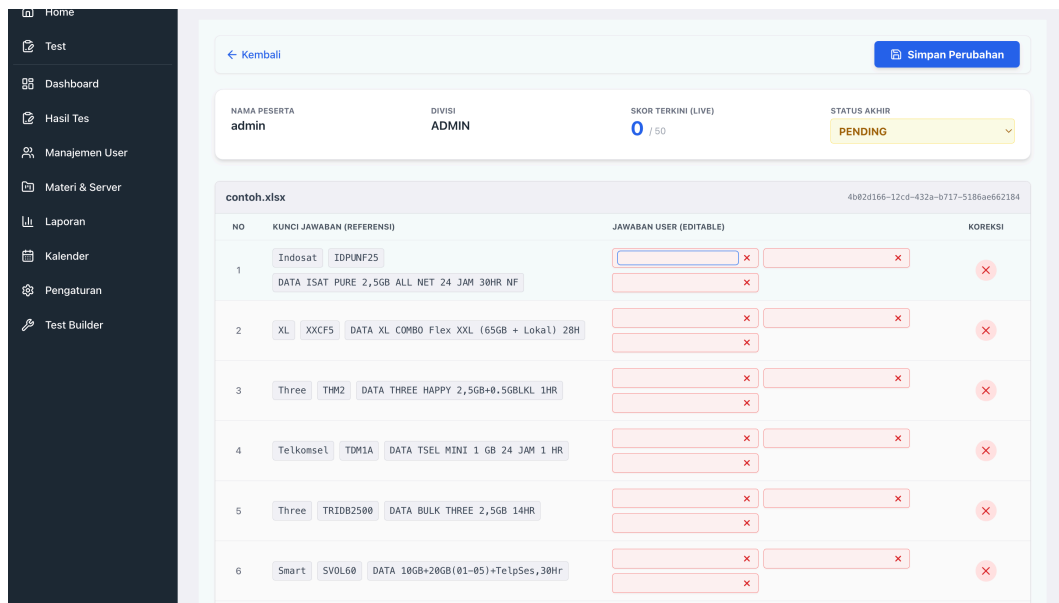 Home
Test
Dashboard
Hasil Tes
Manajemen User
Materi & Server
Laporan
Kalender
Pengaturan
Test Builder
← Kembali
Simpan Perubahan
NAMA PESERTA
admin
DIVISI
ADMIN
SKOR TERKINI (LIVE)
0 / 50
STATUS AKHIR
PENDING
contoh.xlsx
4b02d166-12cd-432a-b717-5186ae662184
NO KUNCI JAWABAN (REFERENSI) JAWABAN USER (EDITABLE) KOREKSI
1 Indosat IDPUNF25
DATA ISAT PURE 2,5GB ALL NET 24 JAM 30HR NF
2 XL XXCF5 DATA XL COMBO Flex XXL (65GB + Lokal) 28H
3 Three THM2 DATA THREE HAPPY 2,5GB+0.5GBLKL 1HR
4 Telkomsel TDM1A DATA TSEL MINI 1 GB 24 JAM 1 HR
5 Three TRIDB2500 DATA BULK THREE 2,5GB 14HR
6 Smart SVOL60 DATA 10GB+20GB(01-05)+TelpSes,30Hr